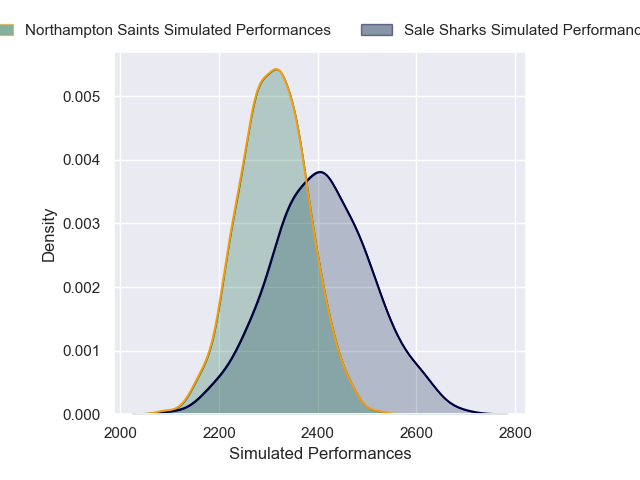 Northampton Saints Simulated Performances Sale Sharks Simulated
0.005
0.004
0.003
0.002
0.001
0.000
Density
2000 2200 2400 2600 2800
Simulated Performances